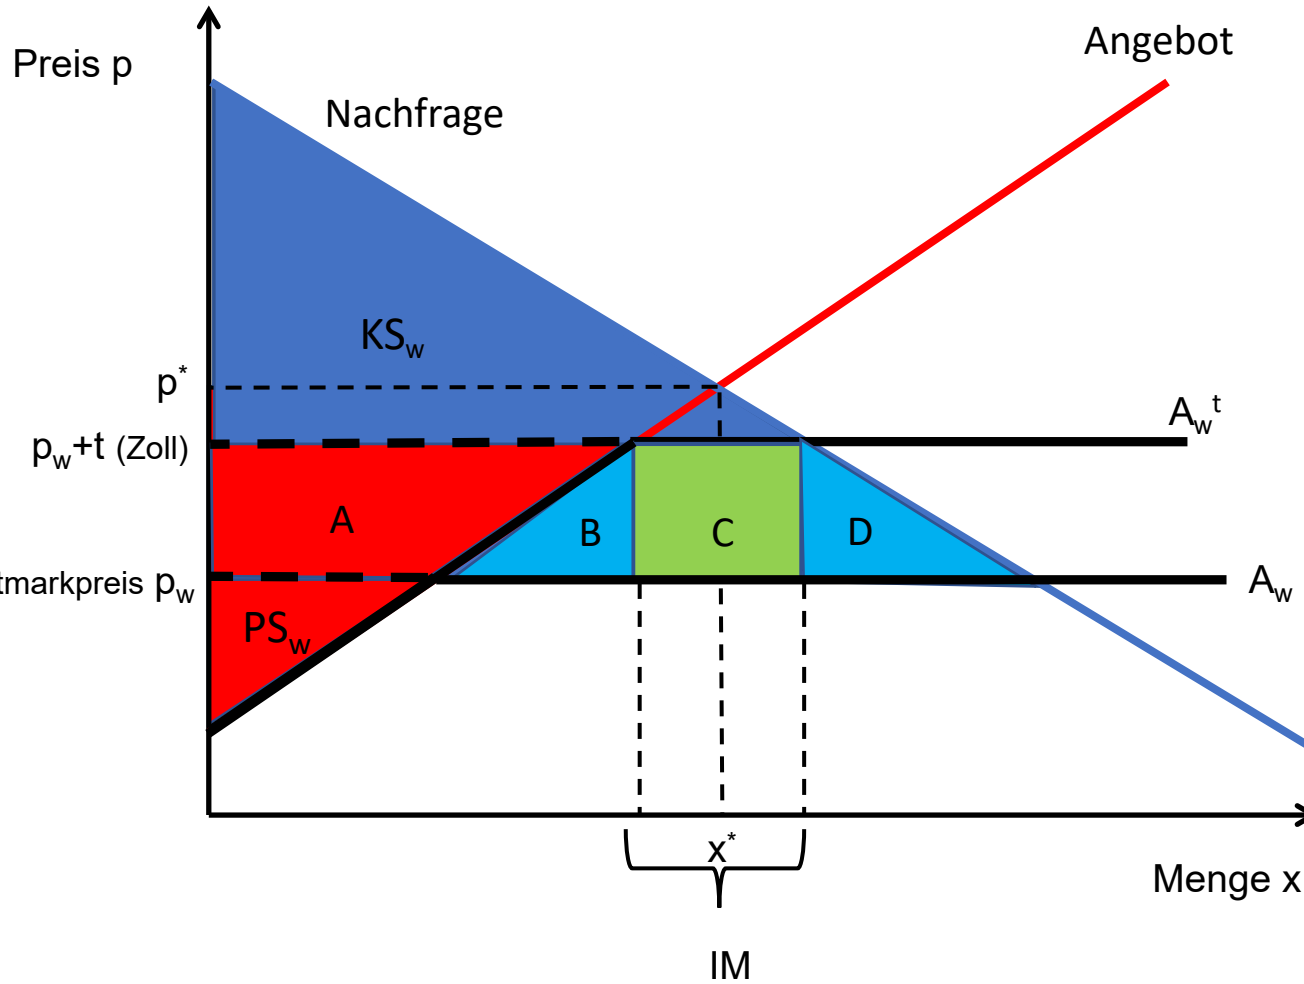 Preis p
Angebot
Nachfrage
KSw
p*
Awt
pw+t (Zoll)
A
B
C
D
tmarkpreis pw
Aw
PSw
x*
Menge x
IM